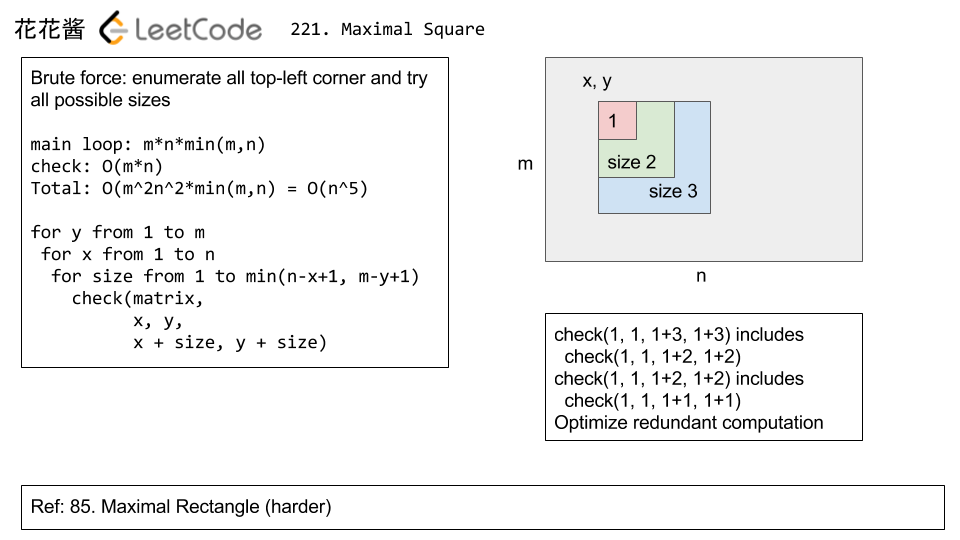 花花酱 LeetCode 221. Maximal Square
Brute force: enumerate all top-left corner and try
all possible sizes
main loop: m*n*min(m,n)
check: O(m*n)
Total: O(m^2n^2*min(m,n) = O(n^5)
for y from 1 to m
for x from 1 to n
for size from 1 to min(n-x+1, m-y+1)
check(matrix,
x, y,
x + size, y + size)
x, y
1
size 2
size 3
m
n
check(1, 1, 1+3, 1+3) includes
check(1, 1, 1+2, 1+2)
check(1, 1, 1+2, 1+2) includes
check(1, 1, 1+1, 1+1)
Optimize redundant computation
Ref: 85. Maximal Rectangle (harder)